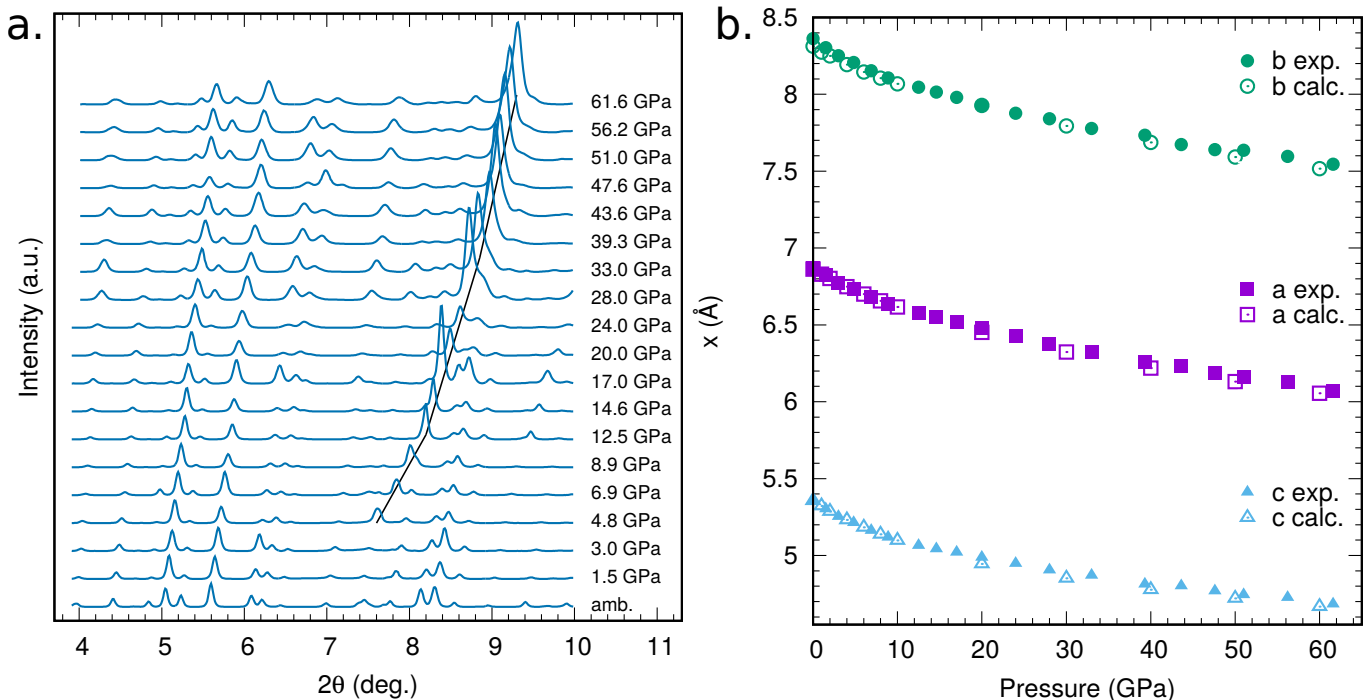 a.
61.6 GPa
56.2 GPa
51.0 GPa
47.6 GPa
43.6 GPa
39.3 GPa
33.0 GPa
28.0 GPa
24.0 GPa
20.0 GPa
17.0 GPa
14.6 GPa
12.5 GPa
8.9 GPa
6.9 GPa
4.8 GPa
3.0 GPa
1.5 GPa
amb.
Intensity (a.u.)
4 5 6 7 8 9 10 11
2θ (deg.)
b.
8.5
8
7.5
7
6.5
6
5.5
5
x (Å)
b exp.
b calc.
a exp.
a calc.
c exp.
c calc.
0 10 20 30 40 50 60
Pressure (GPa)